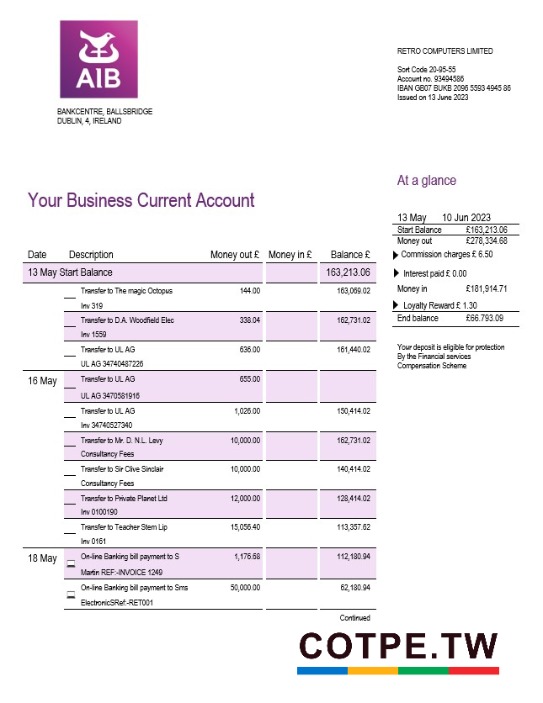 AIB
BANKCENTRE, BALLSBRIDGE
DUBLIN, 4, IRELAND
RETRO COMPUTERS LIMITED
Sort Code 20-95-55
Account no. 93494586
IBAN GB07 BUKB 2096 5593 4945 86
Issued on 13 June 2023
At a glance
Your Business Current Account
13 May 10 Jun 2023
Start Balance £163,213.06
Money out £278,334.68
Commission charges £ 6.50
Interest paid £ 0.00
Money in £181,914.71
Loyalty Reward £ 1.30
End balance £66.793.09
Your deposit is eligible for protection
By the Financial services
Compensation Scheme
Date Description Money out £ Money in £ Balance £
13 May Start Balance 163,213.06
Transfer to The magic Octopus 144.00 163,069.02
Inv 319
Transfer to D.A. Woodfield Elec 338.04 162,731.02
Inv 1559
Transfer to UL AG 636.00 161,440.02
UL AG 34740487226
16 May Transfer to UL AG 655.00
UL AG 3470581916
Transfer to UL AG 1,026.00 150,414.02
Inv 34740527340
Transfer to Mr. D. N.L. Levy 10,000.00 162,731.02
Consultancy Fees
Transfer to Sir Clive Sinclair 10,000.00 140,414.02
Consultancy Fees
Transfer to Private Planet Ltd 12,000.00 128,414.02
Inv 0100190
Transfer to Teacher Stem Lip 15,056.40 113,357.62
Inv 0161
18 May On-line Banking bill payment to S 1,176.68 112,180.94
Martin REF:-INVOICE 1249
On-line Banking bill payment to Sms 50,000.00 62,180.94
ElectronicSRef:-RET001
Continued
COTPE.TW